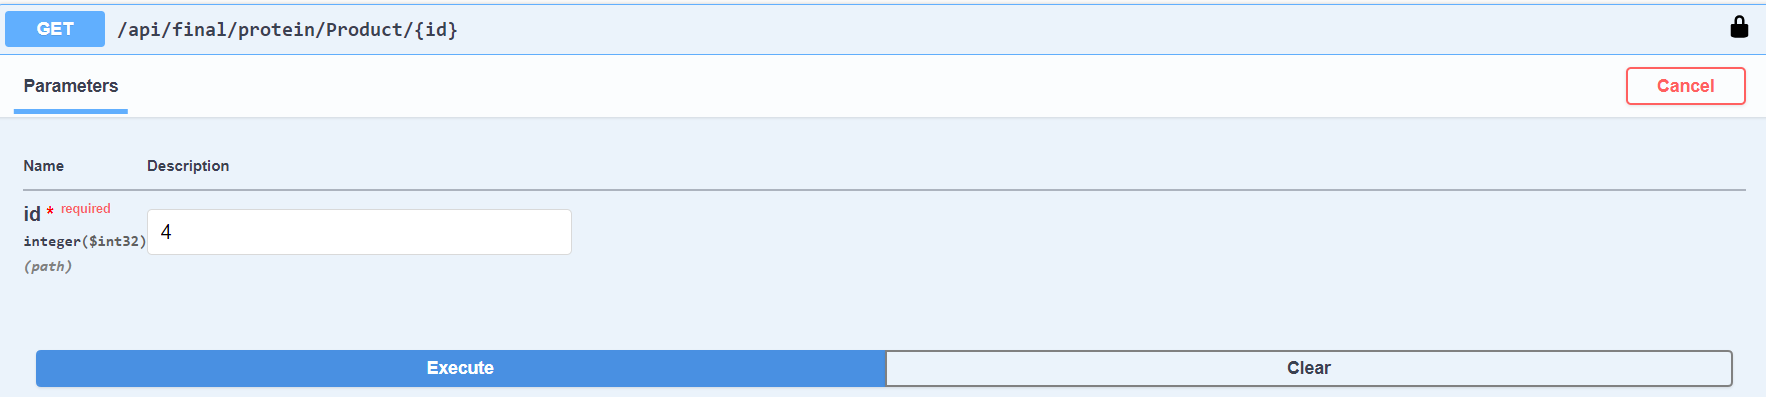 GET /api/final/protein/Product/{id}
Parameters
Cancel
Name Description
id * required
integer($int32)
(path)
4
Execute Clear